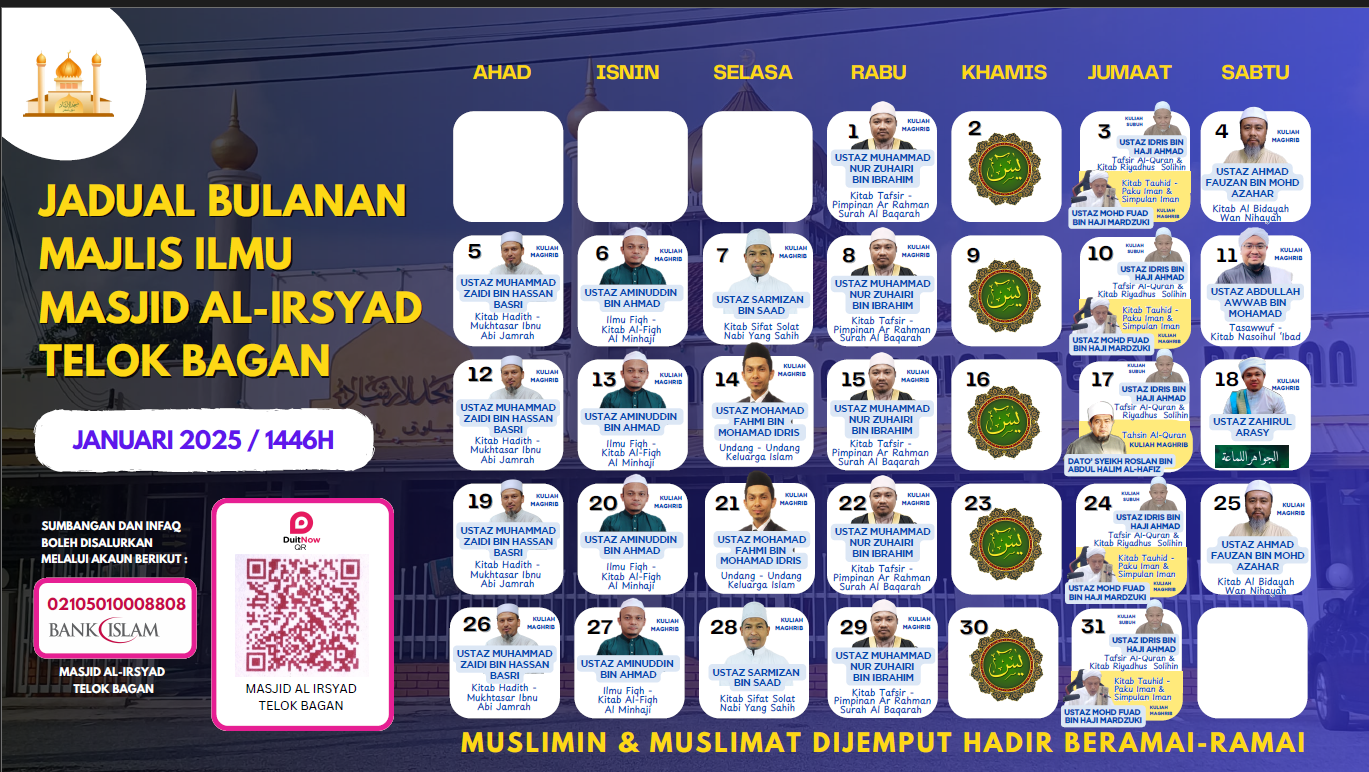 JADUAL BULANAN
MAJLIS ILMU
MASJID AL-IRSYAD
TELOK BAGAN
JANUARI 2025 / 1446H
SUMBANGAN DAN INFAQ
BOLEH DISALURKAN
MELALUI AKAUN BERIKUT :
02105010008808
BANK ISLAM
MASJID AL-IRSYAD
TELOK BAGAN
DuitNow
QR
MASJID AL IRSYAD
TELOK BAGAN
AHAD ISNIN SELASA RABU KHAMIS JUMAAT SABTU
1
KULIAH
MAGHRIB
USTAZ MUHAMMAD
NUR ZUHAIRI
BIN IBRAHIM
Kitab Tafsir -
Pimpinan Ar Rahman
Surah Al Baqarah
2
يس
3
KULIAH
SUBUH
USTAZ IDRIS BIN
HAJI AHMAD
Tafsir Al-Quran &
Kitab Riyadhus Solihin
Kitab Tauhid -
Paku Iman &
Simpulan Iman
USTAZ MOHD FUAD
BIN HAJI MARDZUKI
KULIAH
MAGHRIB
4
KULIAH
MAGHRIB
USTAZ AHMAD
FAUZAN BIN MOHD
AZAHAR
Kitab Al Bidayah
Wan Nihayah
5
KULIAH
MAGHRIB
USTAZ MUHAMMAD
ZAIDI BIN HASSAN
BASRI
Kitab Hadith -
Mukhtasar Ibnu
Abi Jamrah
6
KULIAH
MAGHRIB
USTAZ AMINUDDIN
BIN AHMAD
Ilmu Fiqh -
Kitab Al-Fiqh
Al Minhaji
7
KULIAH
MAGHRIB
USTAZ SARMIZAN
BIN SAAD
Kitab Sifat Solat
Nabi Yang Sahih
8
KULIAH
MAGHRIB
USTAZ MUHAMMAD
NUR ZUHAIRI
BIN IBRAHIM
Kitab Tafsir -
Pimpinan Ar Rahman
Surah Al Baqarah
9
يس
10
KULIAH
SUBUH
USTAZ IDRIS BIN
HAJI AHMAD
Tafsir Al-Quran &
Kitab Riyadhus Solihin
Kitab Tauhid -
Paku Iman &
Simpulan Iman
USTAZ MOHD FUAD
BIN HAJI MARDZUKI
KULIAH
MAGHRIB
11
KULIAH
MAGHRIB
USTAZ ABDULLAH
AWWAB BIN
MOHAMAD
Tasawwuf -
Kitab Nasoihul 'Ibad
12
KULIAH
MAGHRIB
USTAZ MUHAMMAD
ZAIDI BIN HASSAN
BASRI
Kitab Hadith -
Mukhtasar Ibnu
Abi Jamrah
13
KULIAH
MAGHRIB
USTAZ AMINUDDIN
BIN AHMAD
Ilmu Fiqh -
Kitab Al-Fiqh
Al Minhaji
14
KULIAH
MAGHRIB
USTAZ MOHAMAD
FAHMI BIN
MOHAMAD IDRIS
Undang - Undang
Keluarga Islam
15
KULIAH
MAGHRIB
USTAZ MUHAMMAD
NUR ZUHAIRI
BIN IBRAHIM
Kitab Tafsir -
Pimpinan Ar Rahman
Surah Al Baqarah
16
يس
17
KULIAH
SUBUH
USTAZ IDRIS BIN
HAJI AHMAD
Tafsir Al-Quran & Kitab
Riyadhus Solihin
Tahsin Al-Quran
KULIAH MAGHRIB
DATO' SYEIKH ROSLAN BIN
ABDUL HALIM AL-HAFIZ
18
KULIAH
MAGHRIB
USTAZ ZAHIRUL
ARASY
الجواهر اللماعة
19
KULIAH
MAGHRIB
USTAZ MUHAMMAD
ZAIDI BIN HASSAN
BASRI
Kitab Hadith -
Mukhtasar Ibnu
Abi Jamrah
20
KULIAH
MAGHRIB
USTAZ AMINUDDIN
BIN AHMAD
Ilmu Fiqh -
Kitab Al-Fiqh
Al Minhaji
21
KULIAH
MAGHRIB
USTAZ MOHAMAD
FAHMI BIN
MOHAMAD IDRIS
Undang - Undang
Keluarga Islam
22
KULIAH
MAGHRIB
USTAZ MUHAMMAD
NUR ZUHAIRI
BIN IBRAHIM
Kitab Tafsir -
Pimpinan Ar Rahman
Surah Al Baqarah
23
يس
24
KULIAH
SUBUH
USTAZ IDRIS BIN
HAJI AHMAD
Tafsir Al-Quran &
Kitab Riyadhus Solihin
Kitab Tauhid -
Paku Iman &
Simpulan Iman
USTAZ MOHD FUAD
BIN HAJI MARDZUKI
KULIAH
MAGHRIB
25
KULIAH
MAGHRIB
USTAZ AHMAD
FAUZAN BIN MOHD
AZAHAR
Kitab Al Bidayah
Wan Nihayah
26
KULIAH
MAGHRIB
USTAZ MUHAMMAD
ZAIDI BIN HASSAN
BASRI
Kitab Hadith -
Mukhtasar Ibnu
Abi Jamrah
27
KULIAH
MAGHRIB
USTAZ AMINUDDIN
BIN AHMAD
Ilmu Fiqh -
Kitab Al-Fiqh
Al Minhaji
28
KULIAH
MAGHRIB
USTAZ SARMIZAN
BIN SAAD
Kitab Sifat Solat
Nabi Yang Sahih
29
KULIAH
MAGHRIB
USTAZ MUHAMMAD
NUR ZUHAIRI
BIN IBRAHIM
Kitab Tafsir -
Pimpinan Ar Rahman
Surah Al Baqarah
30
يس
31
KULIAH
SUBUH
USTAZ IDRIS BIN
HAJI AHMAD
Tafsir Al-Quran &
Kitab Riyadhus Solihin
Kitab Tauhid -
Paku Iman &
Simpulan Iman
USTAZ MOHD FUAD
BIN HAJI MARDZUKI
KULIAH
MAGHRIB
MUSLIMIN & MUSLIMAT DIJEMPUT HADIR BERAMAI-RAMAI